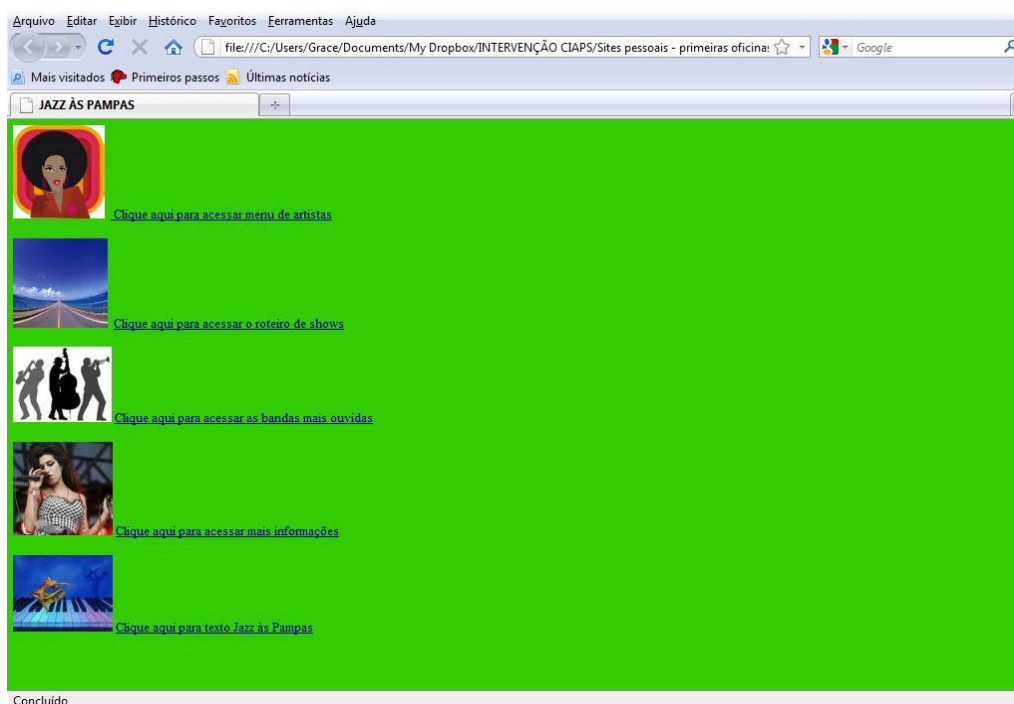 Arquivo Editar Exibir Histórico Favoritos Ferramentas Ajuda
file:///C:/Users/Grace/Documents/My Dropbox/INTERVENÇÃO CIAPS/Sites pessoais - primeiras oficina:
Google
Mais visitados Primeiros passos Últimas notícias
JAZZ ÀS PAMPAS
Clique aqui para acessar menu de artistas
Clique aqui para acessar o roteiro de shows
Clique aqui para acessar as bandas mais ouvidas
Clique aqui para acessar mais informações
Clique aqui para texto Jazz às Pampas
Concluído